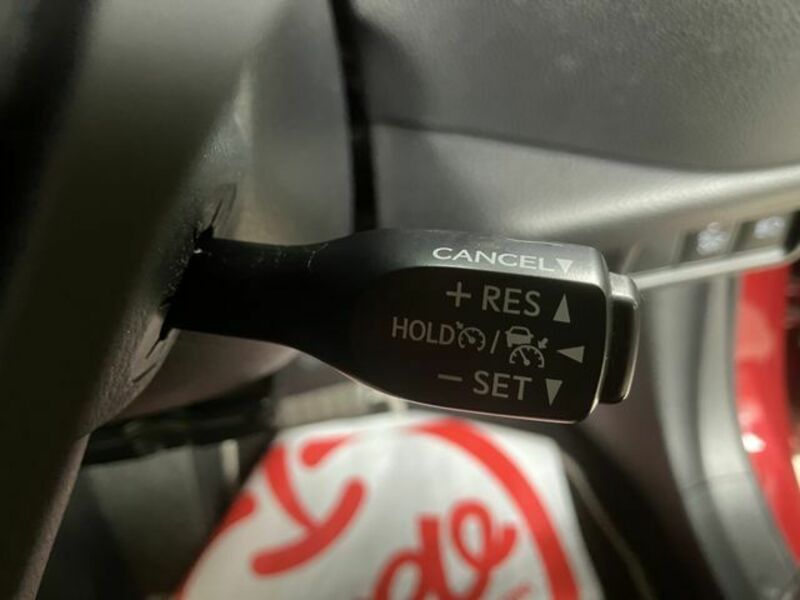 CANCEL▼
+ RES ▲
HOLD / ◀
− SET ▼